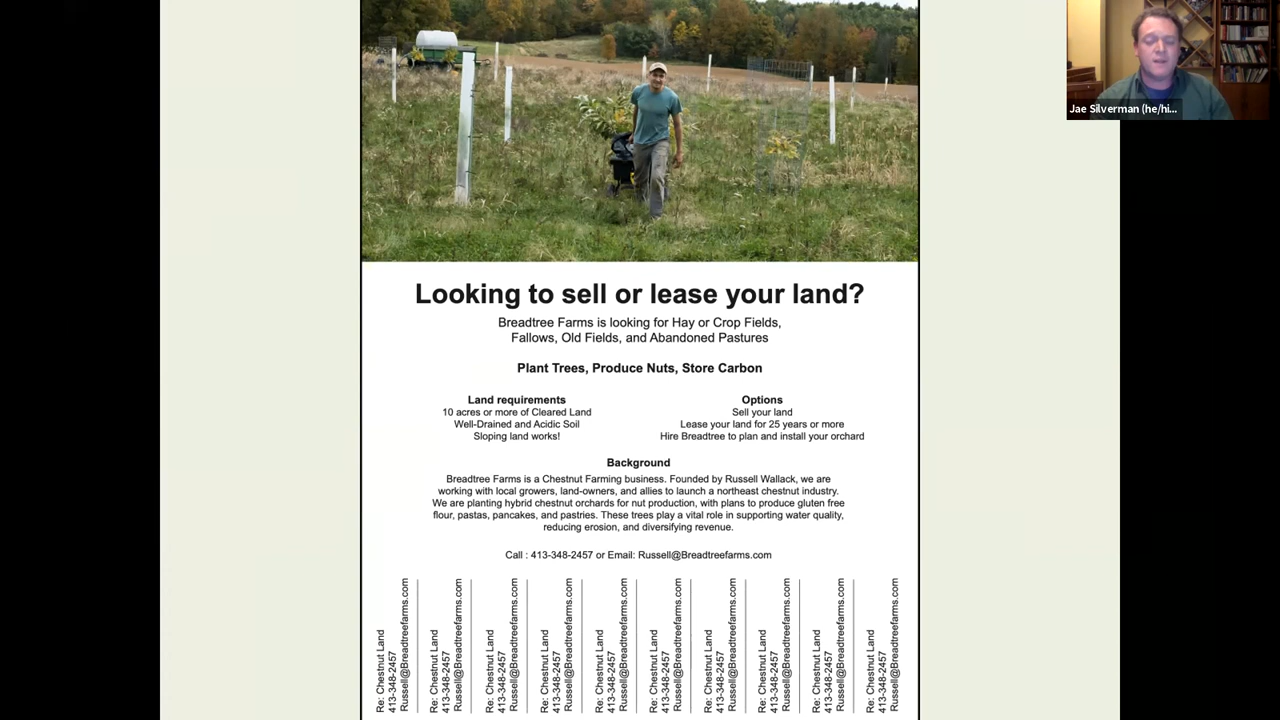 Jae Silverman (he/hi...
Looking to sell or lease your land?
Breadtree Farms is looking for Hay or Crop Fields,
Fallows, Old Fields, and Abandoned Pastures
Plant Trees, Produce Nuts, Store Carbon
Land requirements
10 acres or more of Cleared Land
Well-Drained and Acidic Soil
Sloping land works!
Options
Sell your land
Lease your land for 25 years or more
Hire Breadtree to plan and install your orchard
Background
Breadtree Farms is a Chestnut Farming business. Founded by Russell Wallack, we are
working with local growers, land-owners, and allies to launch a northeast chestnut industry.
We are planting hybrid chestnut orchards for nut production, with plans to produce gluten free
flour, pastas, pancakes, and pastries. These trees play a vital role in supporting water quality,
reducing erosion, and diversifying revenue.
Call : 413-348-2457 or Email: Russell@Breadtreefarms.com
Re: Chestnut Land
413-348-2457
Russell@Breadtreefarms.com
Re: Chestnut Land
413-348-2457
Russell@Breadtreefarms.com
Re: Chestnut Land
413-348-2457
Russell@Breadtreefarms.com
Re: Chestnut Land
413-348-2457
Russell@Breadtreefarms.com
Re: Chestnut Land
413-348-2457
Russell@Breadtreefarms.com
Re: Chestnut Land
413-348-2457
Russell@Breadtreefarms.com
Re: Chestnut Land
413-348-2457
Russell@Breadtreefarms.com
Re: Chestnut Land
413-348-2457
Russell@Breadtreefarms.com
Re: Chestnut Land
413-348-2457
Russell@Breadtreefarms.com
Re: Chestnut Land
413-348-2457
Russell@Breadtreefarms.com